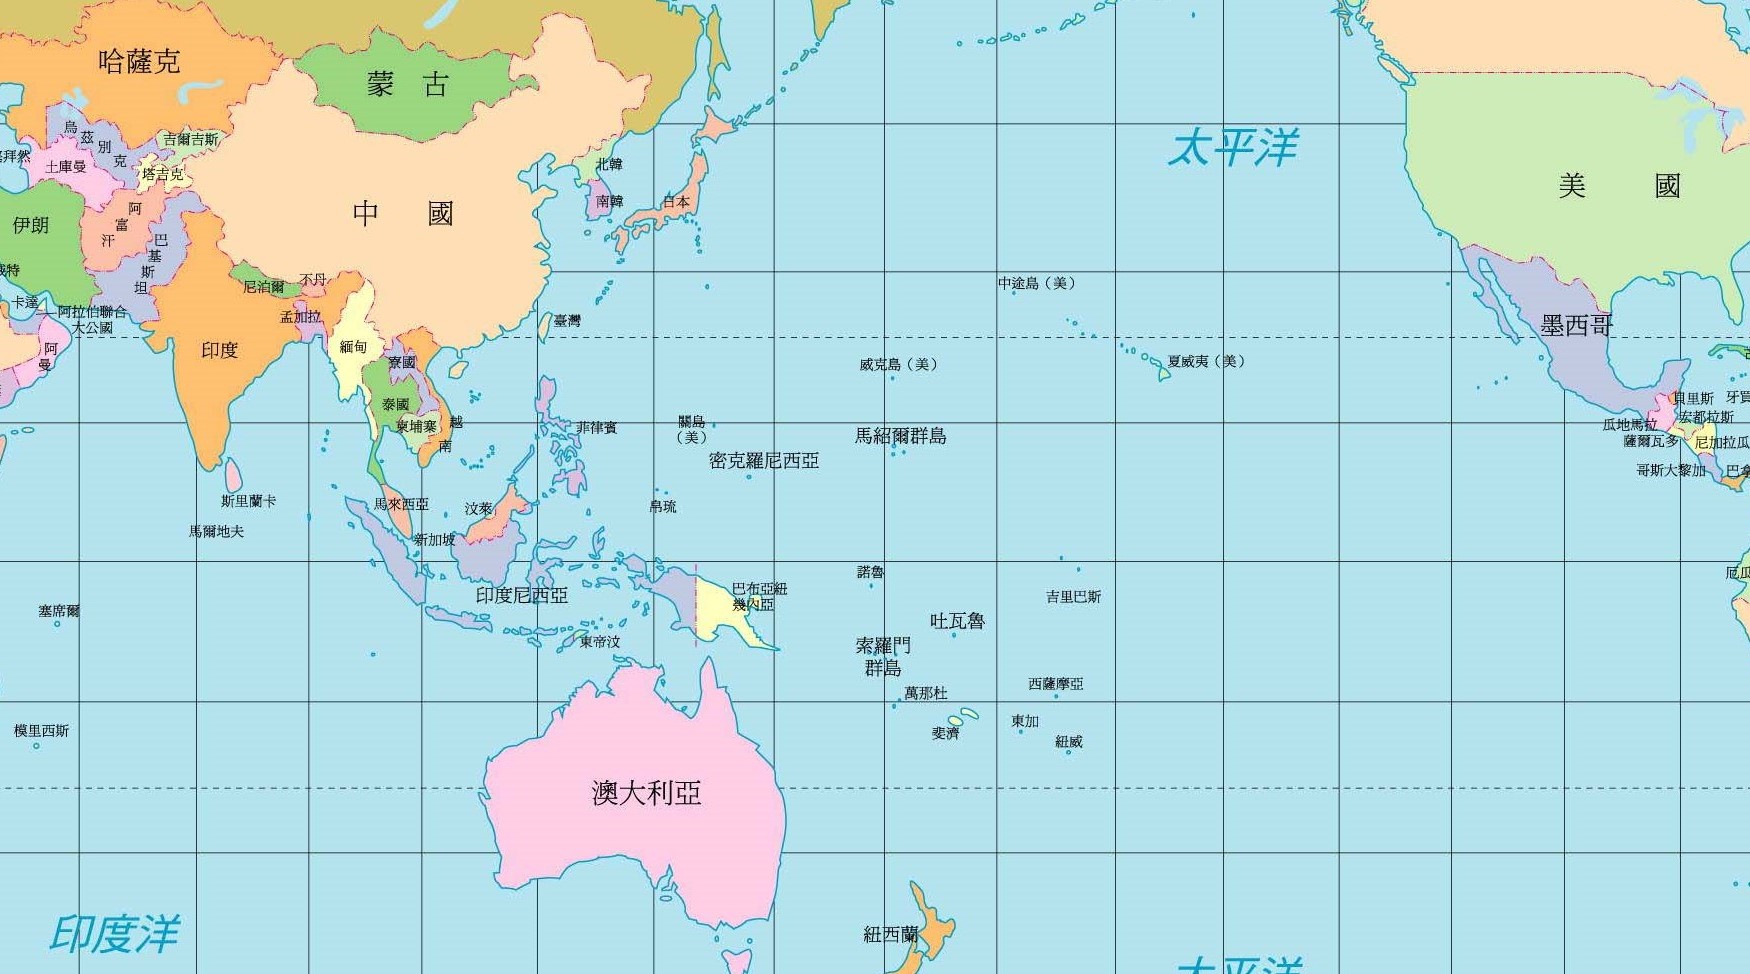 哈薩克
蒙古
烏茲別克
吉爾吉斯
太平洋
拜然
土庫曼
塔吉克
北韓
美國
南韓
日本
中國
伊朗
阿富汗
巴基斯坦
尼泊爾
不丹
中途島（美）
卡達
阿拉伯聯合
大公國
孟加拉
臺灣
墨西哥
阿曼
印度
緬甸
寮國
威克島（美）
夏威夷（美）
泰國
貝里斯
越南
柬埔寨
菲律賓
關島
（美）
馬紹爾群島
宏都拉斯
瓜地馬拉
薩爾瓦多
尼加拉瓜
密克羅尼西亞
哥斯大黎加
巴拿
斯里蘭卡
馬來西亞
汶萊
帛琉
馬爾地夫
新加坡
諾魯
厄瓜
印度尼西亞
巴布亞紐
幾內亞
吉里巴斯
塞席爾
吐瓦魯
東帝汶
索羅門
群島
西薩摩亞
萬那杜
斐濟
東加
紐威
模里西斯
澳大利亞
印度洋
紐西蘭
太平洋